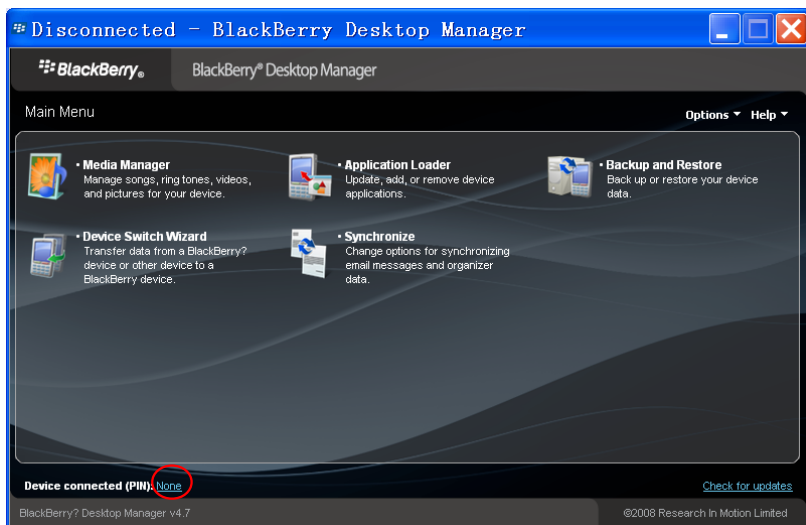 Disconnected - BlackBerry Desktop Manager
BlackBerry® BlackBerry® Desktop Manager
Main Menu Options Help
· Media Manager
Manage songs, ring tones, videos,
and pictures for your device.
· Application Loader
Update, add, or remove device
applications.
· Backup and Restore
Back up or restore your device
data.
· Device Switch Wizard
Transfer data from a BlackBerry?
device or other device to a
BlackBerry device.
· Synchronize
Change options for synchronizing
email messages and organizer
data.
Device connected (PIN): None Check for updates
BlackBerry? Desktop Manager v4.7 ©2008 Research In Motion Limited